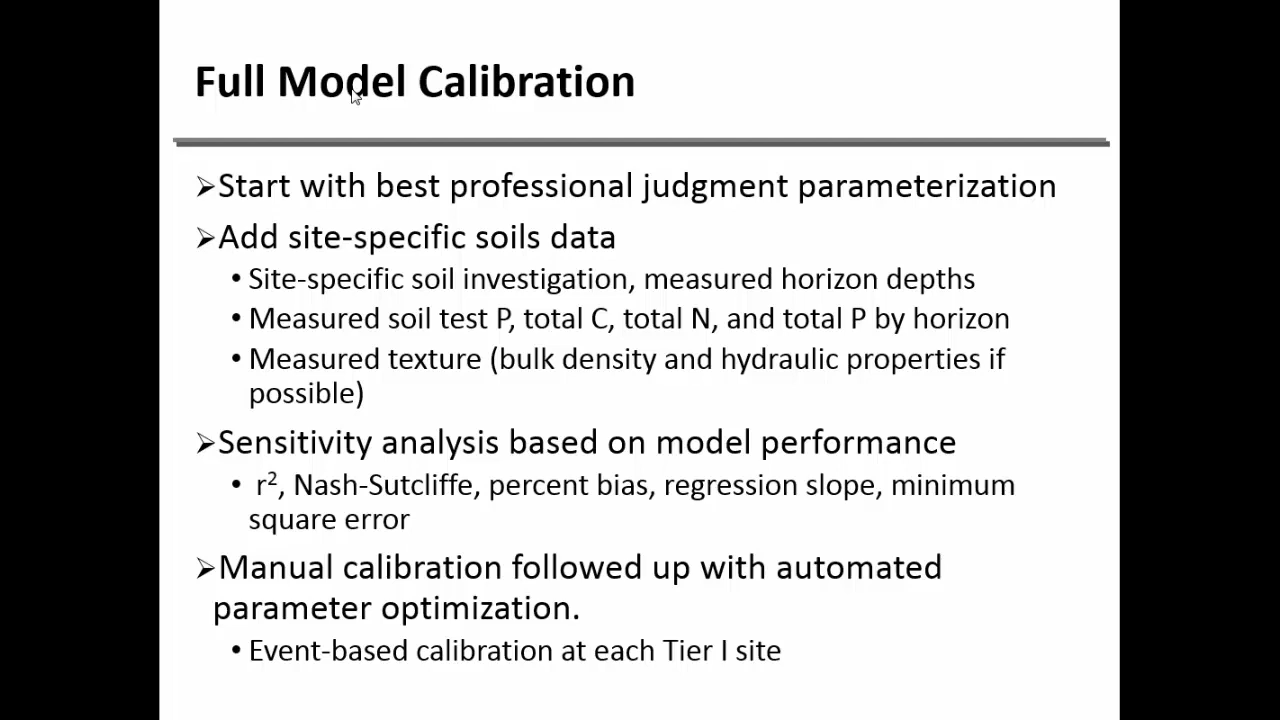 Full Model Calibration
➢Start with best professional judgment parameterization
➢Add site-specific soils data
• Site-specific soil investigation, measured horizon depths
• Measured soil test P, total C, total N, and total P by horizon
• Measured texture (bulk density and hydraulic properties if
possible)
➢Sensitivity analysis based on model performance
• r², Nash-Sutcliffe, percent bias, regression slope, minimum
square error
➢Manual calibration followed up with automated
parameter optimization.
• Event-based calibration at each Tier I site